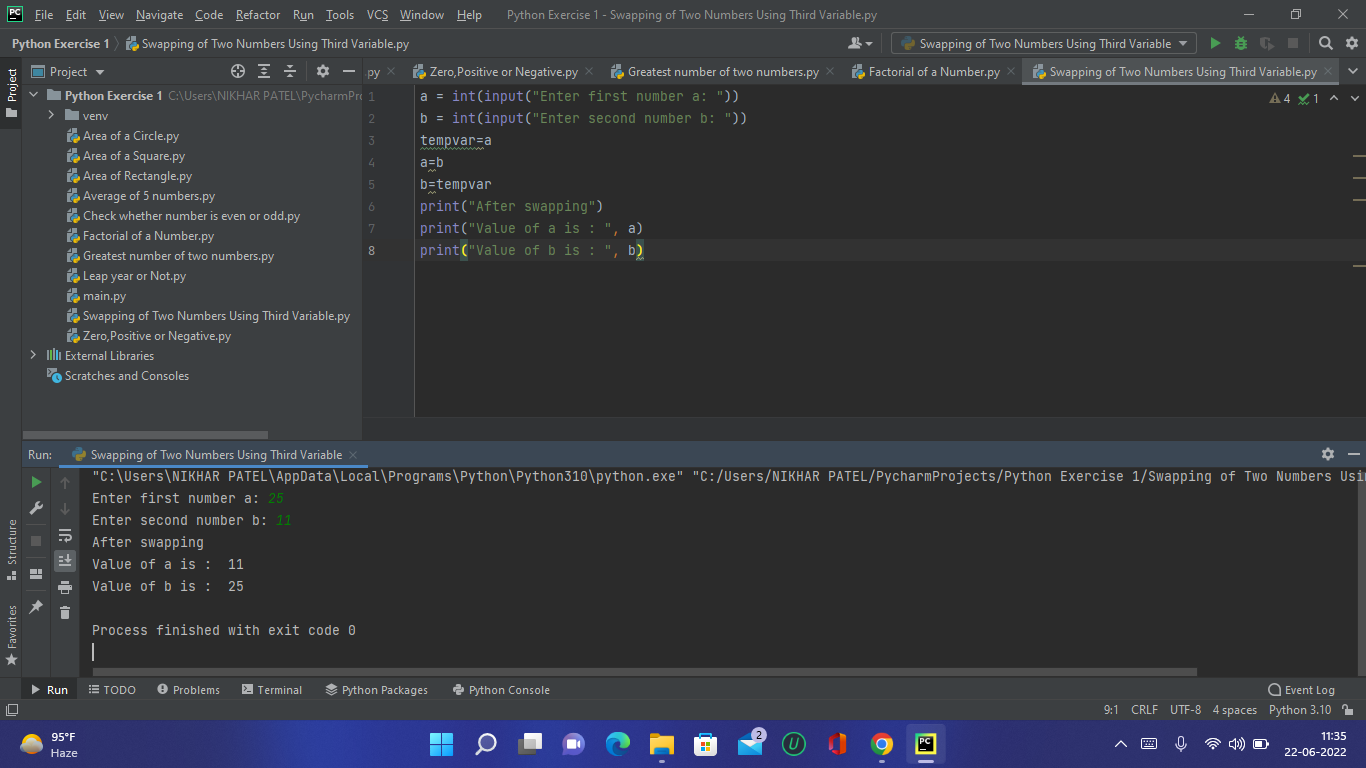 PC File Edit View Navigate Code Refactor Run Tools VCS Window Help Python Exercise 1 - Swapping of Two Numbers Using Third Variable.py
Python Exercise 1 Swapping of Two Numbers Using Third Variable.py Swapping of Two Numbers Using Third Variable
Project Project .py Zero,Positive or Negative.py Greatest number of two numbers.py Factorial of a Number.py Swapping of Two Numbers Using Third Variable.py
Python Exercise 1 C:\Users\NIKHAR PATEL\PycharmPr
venv
Area of a Circle.py
Area of a Square.py
Area of Rectangle.py
Average of 5 numbers.py
Check whether number is even or odd.py
Factorial of a Number.py
Greatest number of two numbers.py
Leap year or Not.py
main.py
Swapping of Two Numbers Using Third Variable.py
Zero,Positive or Negative.py
External Libraries
Scratches and Consoles
1 a = int(input("Enter first number a: ")) 4 1
2 b = int(input("Enter second number b: "))
3 tempvar=a
4 a=b
5 b=tempvar
6 print("After swapping")
7 print("Value of a is : ", a)
8 print("Value of b is : ", b)
Run: Swapping of Two Numbers Using Third Variable
"C:\Users\NIKHAR PATEL\AppData\Local\Programs\Python\Python310\python.exe" "C:/Users/NIKHAR PATEL/PycharmProjects/Python Exercise 1/Swapping of Two Numbers Usi
Enter first number a: 25
Enter second number b: 11
After swapping
Value of a is :  11
Value of b is :  25
Process finished with exit code 0
Structure
Favorites
Run TODO Problems Terminal Python Packages Python Console Event Log
9:1 CRLF UTF-8 4 spaces Python 3.10
95°F
Haze
2
U
PC
11:35
22-06-2022